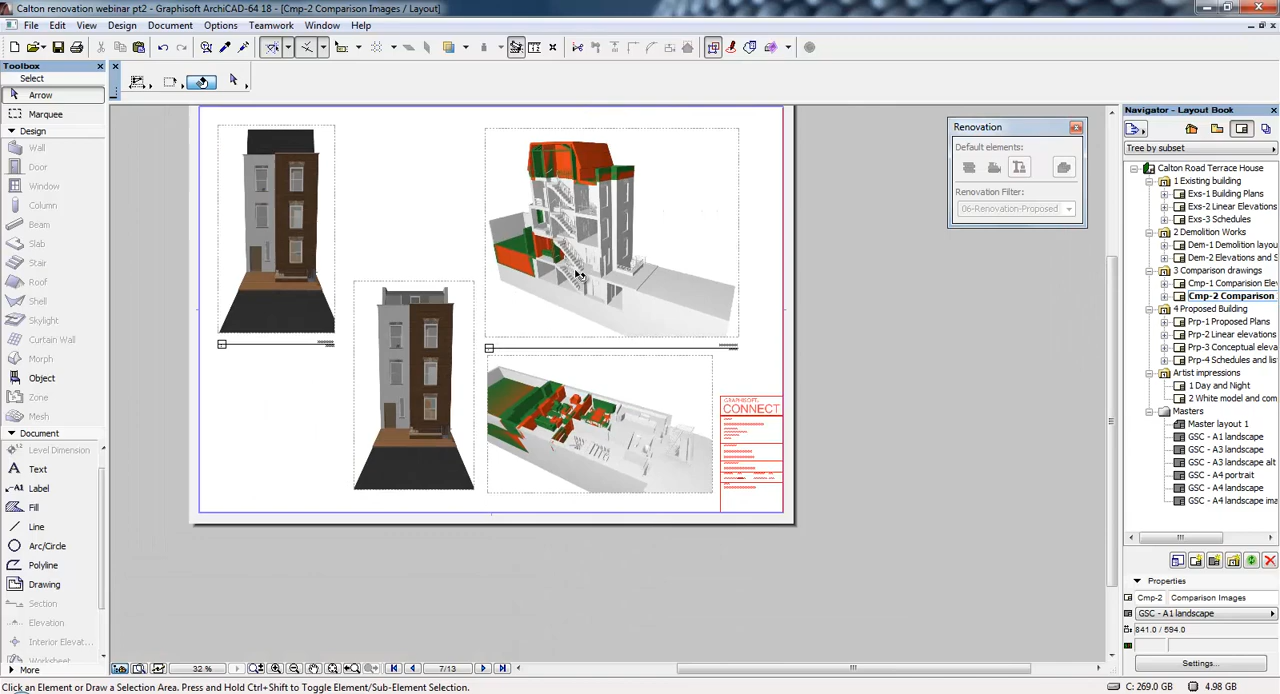 Calton renovation webinar pt2 - Graphisoft ArchiCAD-64 18 - [Cmp-2 Comparison Images / Layout]
File Edit View Design Document Options Teamwork Window Help
Toolbox
Select
Arrow
Marquee
Design
Wall
Door
Window
Column
Beam
Slab
Stair
Roof
Shell
Skylight
Curtain Wall
Morph
Object
Zone
Mesh
Document
Level Dimension
Text
Label
Fill
Line
Arc/Circle
Polyline
Drawing
Section
Elevation
Interior Elevat...
Worksheet
More
GRAPHISOFT.
CONNECT
Renovation
Default elements:
Renovation Filter:
06-Renovation-Proposed
Navigator - Layout Book
Tree by subset
Calton Road Terrace House
1 Existing building
Exs-1 Building Plans
Exs-2 Linear Elevations
Exs-3 Schedules
2 Demolition Works
Dem-1 Demolition layou
Dem-2 Elevations and S
3 Comparison drawings
Cmp-1 Comparison Elev
Cmp-2 Comparison
4 Proposed Building
Prp-1 Proposed Plans
Prp-2 Linear elevations
Prp-3 Conceptual eleva
Prp-4 Schedules and lis
Artist impressions
1 Day and Night
2 White model and com
Masters
Master layout 1
GSC - A1 landscape
GSC - A3 landscape
GSC - A3 landscape alt
GSC - A4 portrait
GSC - A4 landscape
GSC - A4 landscape ima
Properties
Cmp-2 Comparison Images
GSC - A1 landscape
841.0 / 594.0
Settings...
32 %
7/13
Click an Element or Draw a Selection Area. Press and Hold Ctrl+Shift to Toggle Element/Sub-Element Selection.
C: 269.0 GB
4.98 GB